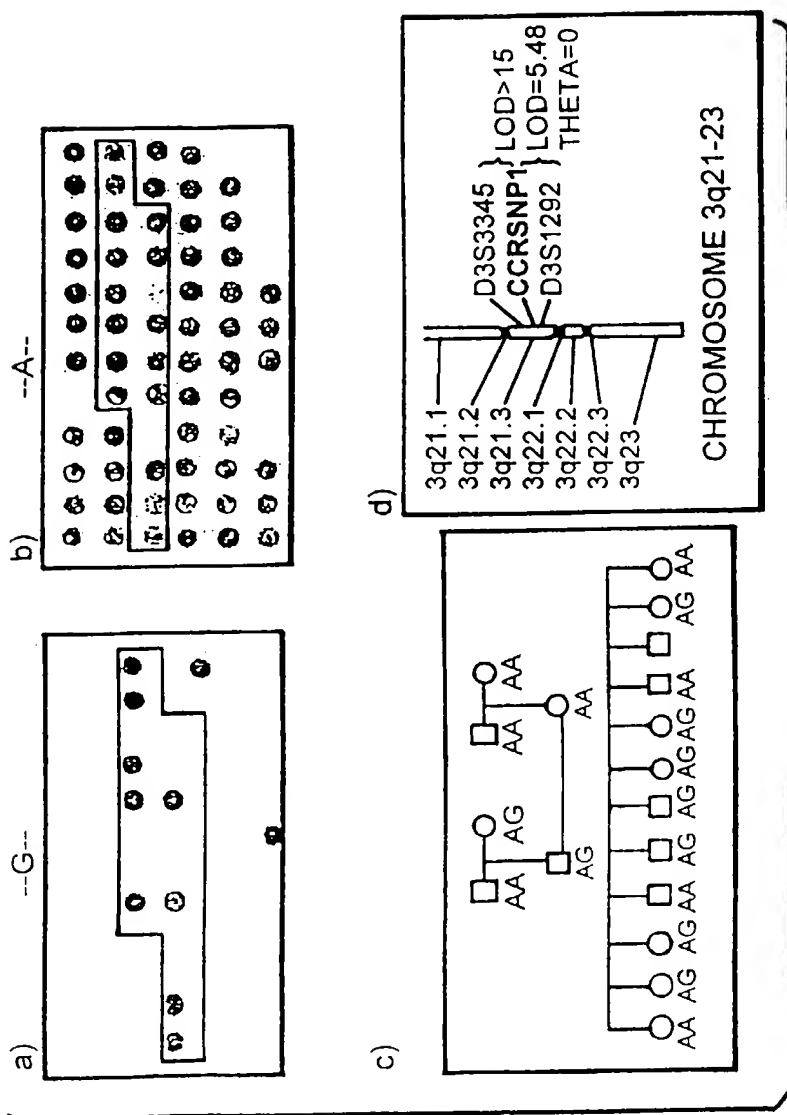 a) --G--
b) --A--
c)
AA AG AA AA
AG AA
AA AG AG AA AG AG AG AG AA AG AA
d)
3q21.1
3q21.2
3q21.3
3q22.1
3q22.2
3q22.3
3q23
D3S3345 }LOD>15
CCRSNP1
D3S1292 }LOD=5.48
THETA=0
CHROMOSOME 3q21-23